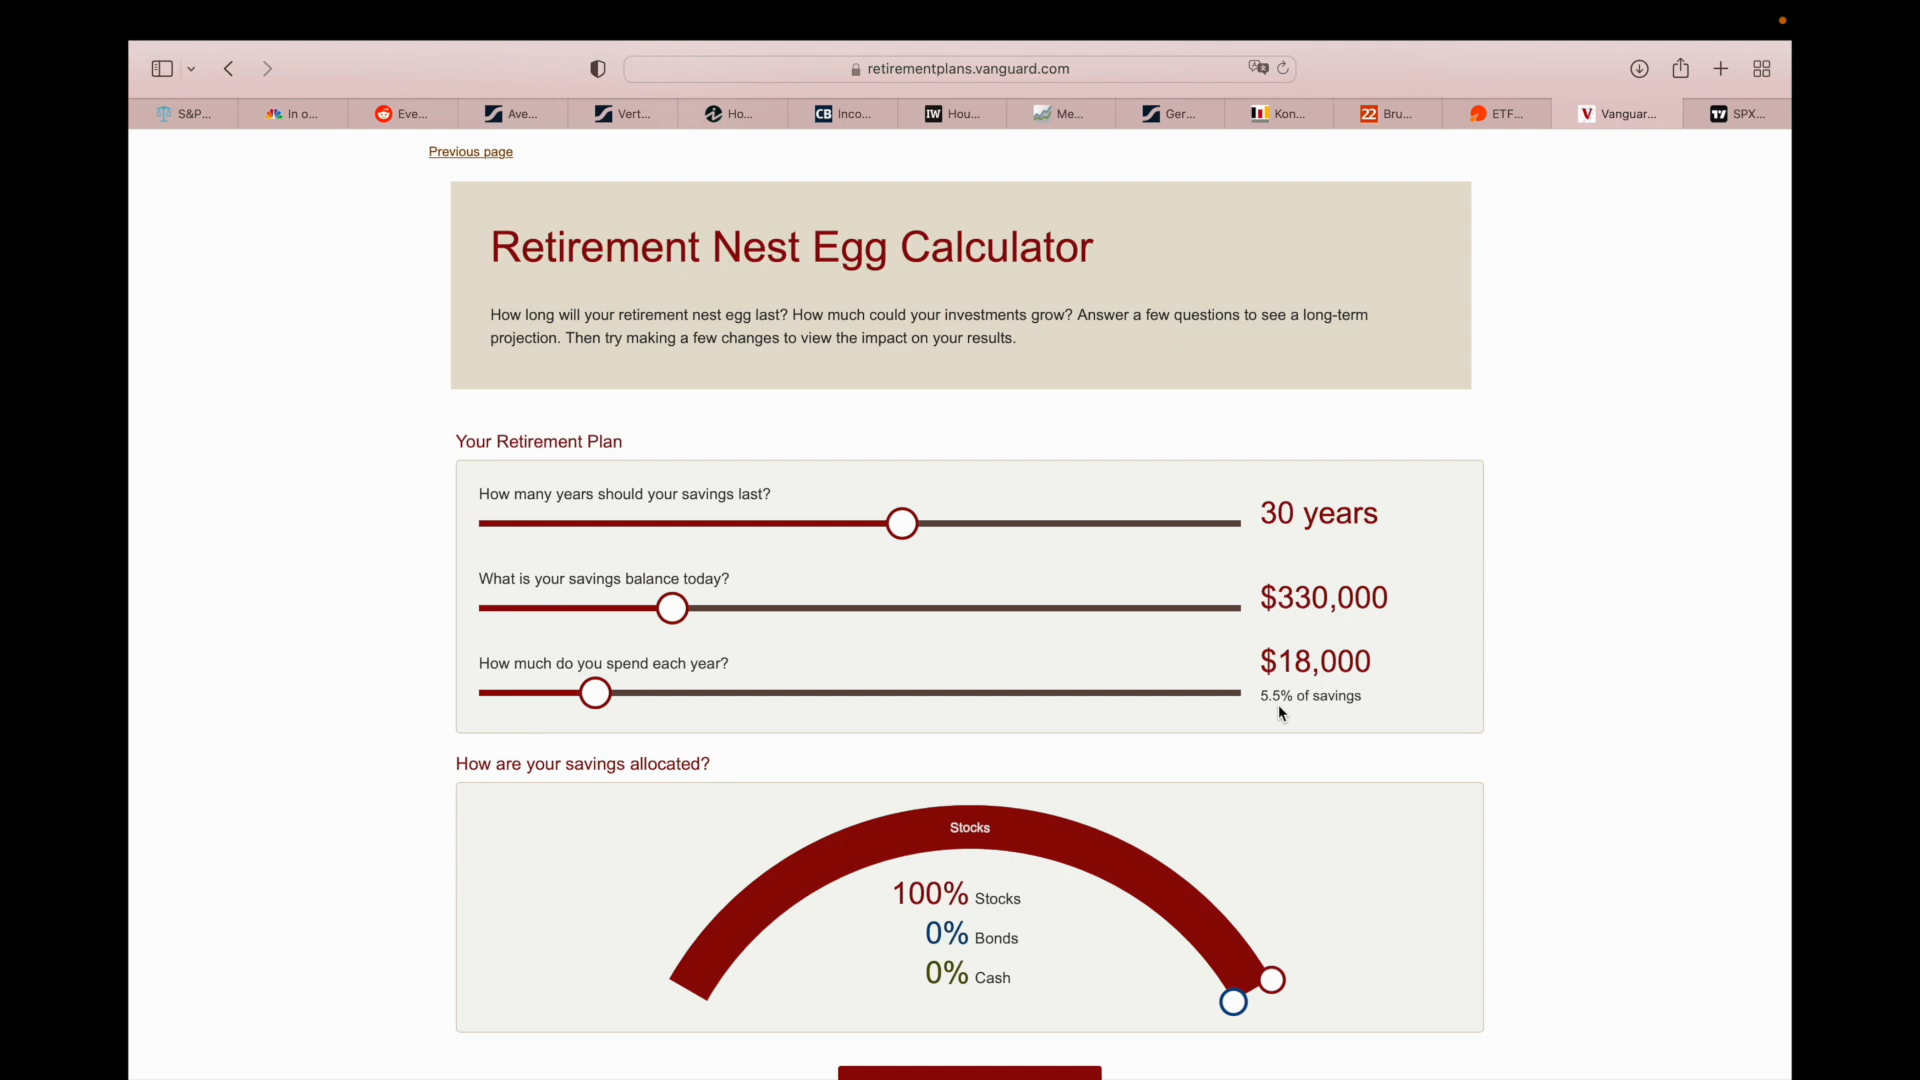 retirementplans.vanguard.com
S&P...
In o...
Eve...
Ave...
Vert...
Ho...
CB Inco...
IW Hou...
Me...
Ger...
Kon...
22 Bru...
ETF...
V Vanguar...
SPX...
Previous page
Retirement Nest Egg Calculator
How long will your retirement nest egg last? How much could your investments grow? Answer a few questions to see a long-term
projection. Then try making a few changes to view the impact on your results.
Your Retirement Plan
How many years should your savings last?
30 years
What is your savings balance today?
$330,000
How much do you spend each year?
$18,000
5.5% of savings
How are your savings allocated?
Stocks
100% Stocks
0% Bonds
0% Cash